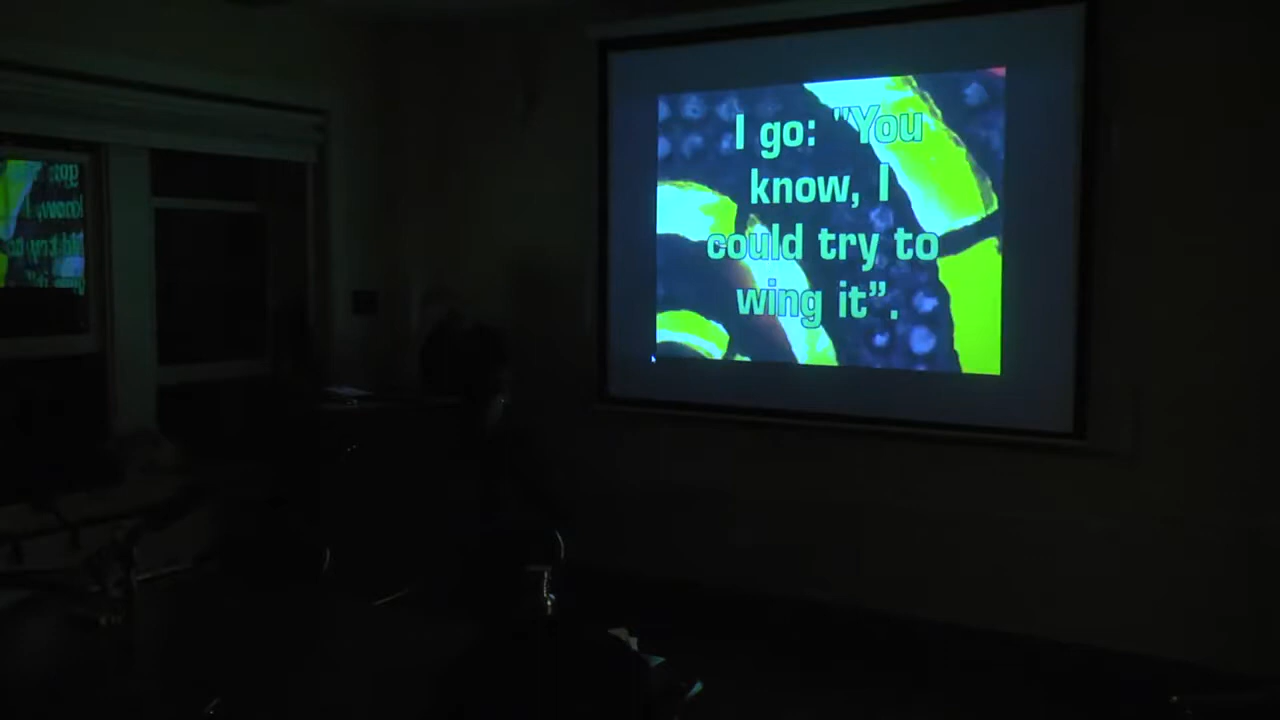 I go: "You
know, I
could try to
wing it”.